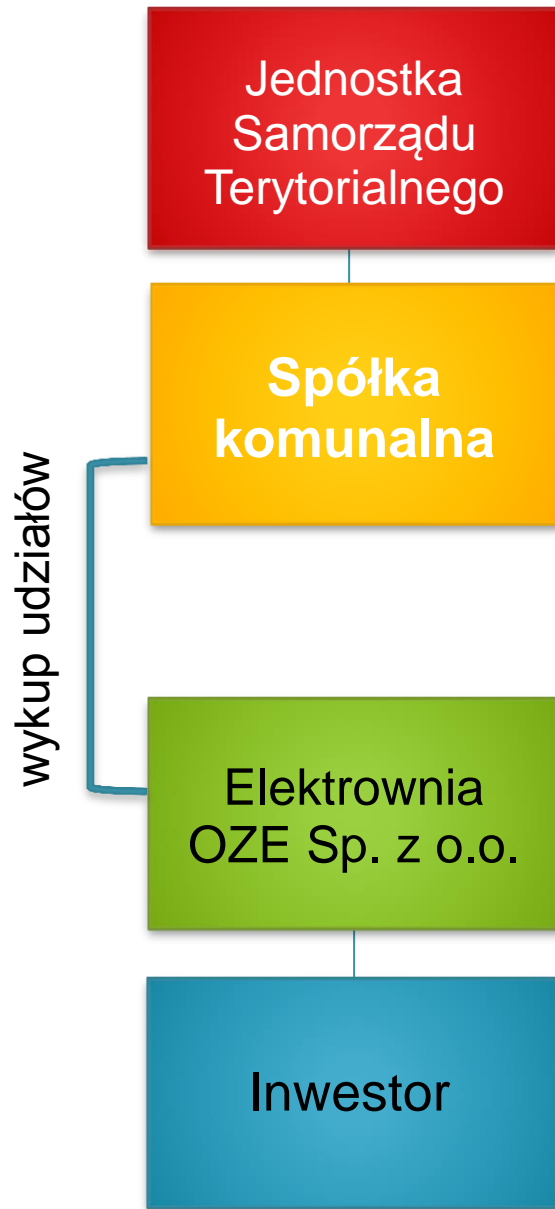 Jednostka
Samorządu
Terytorialnego
Spółka
komunalna
wykup udziałów
Elektrownia
OZE Sp. z o.o.
Inwestor